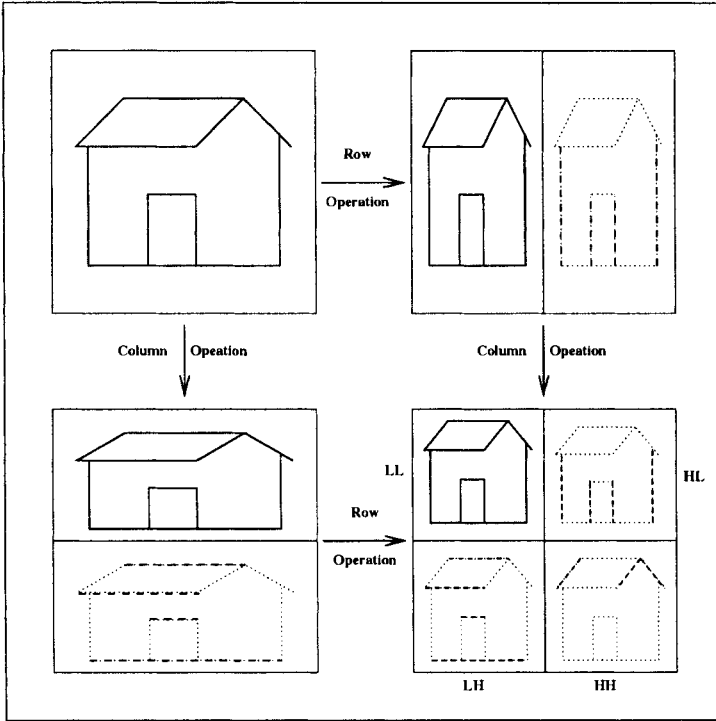 Row
Operation
Column Opeation
Column Opeation
LL
HL
Row
Operation
LH
HH